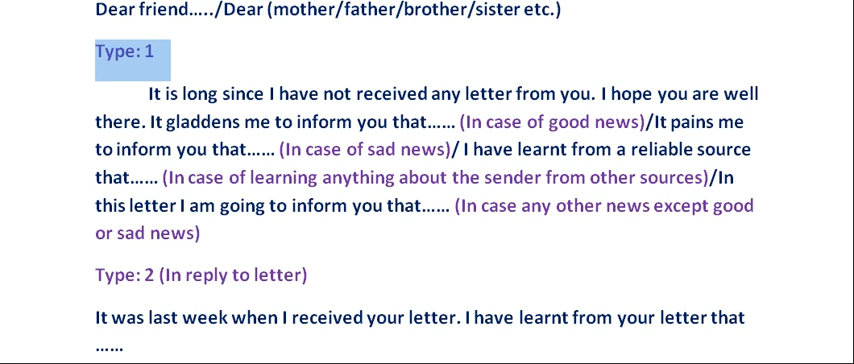 Dear friend...../Dear (mother/father/brother/sister etc.)
Type: 1
It is long since I have not received any letter from you. I hope you are well
there. It gladdens me to inform you that...... (In case of good news)/It pains me
to inform you that...... (In case of sad news)/ I have learnt from a reliable source
that...... (In case of learning anything about the sender from other sources)/In
this letter I am going to inform you that...... (In case any other news except good
or sad news)
Type: 2 (In reply to letter)
It was last week when I received your letter. I have learnt from your letter that
......